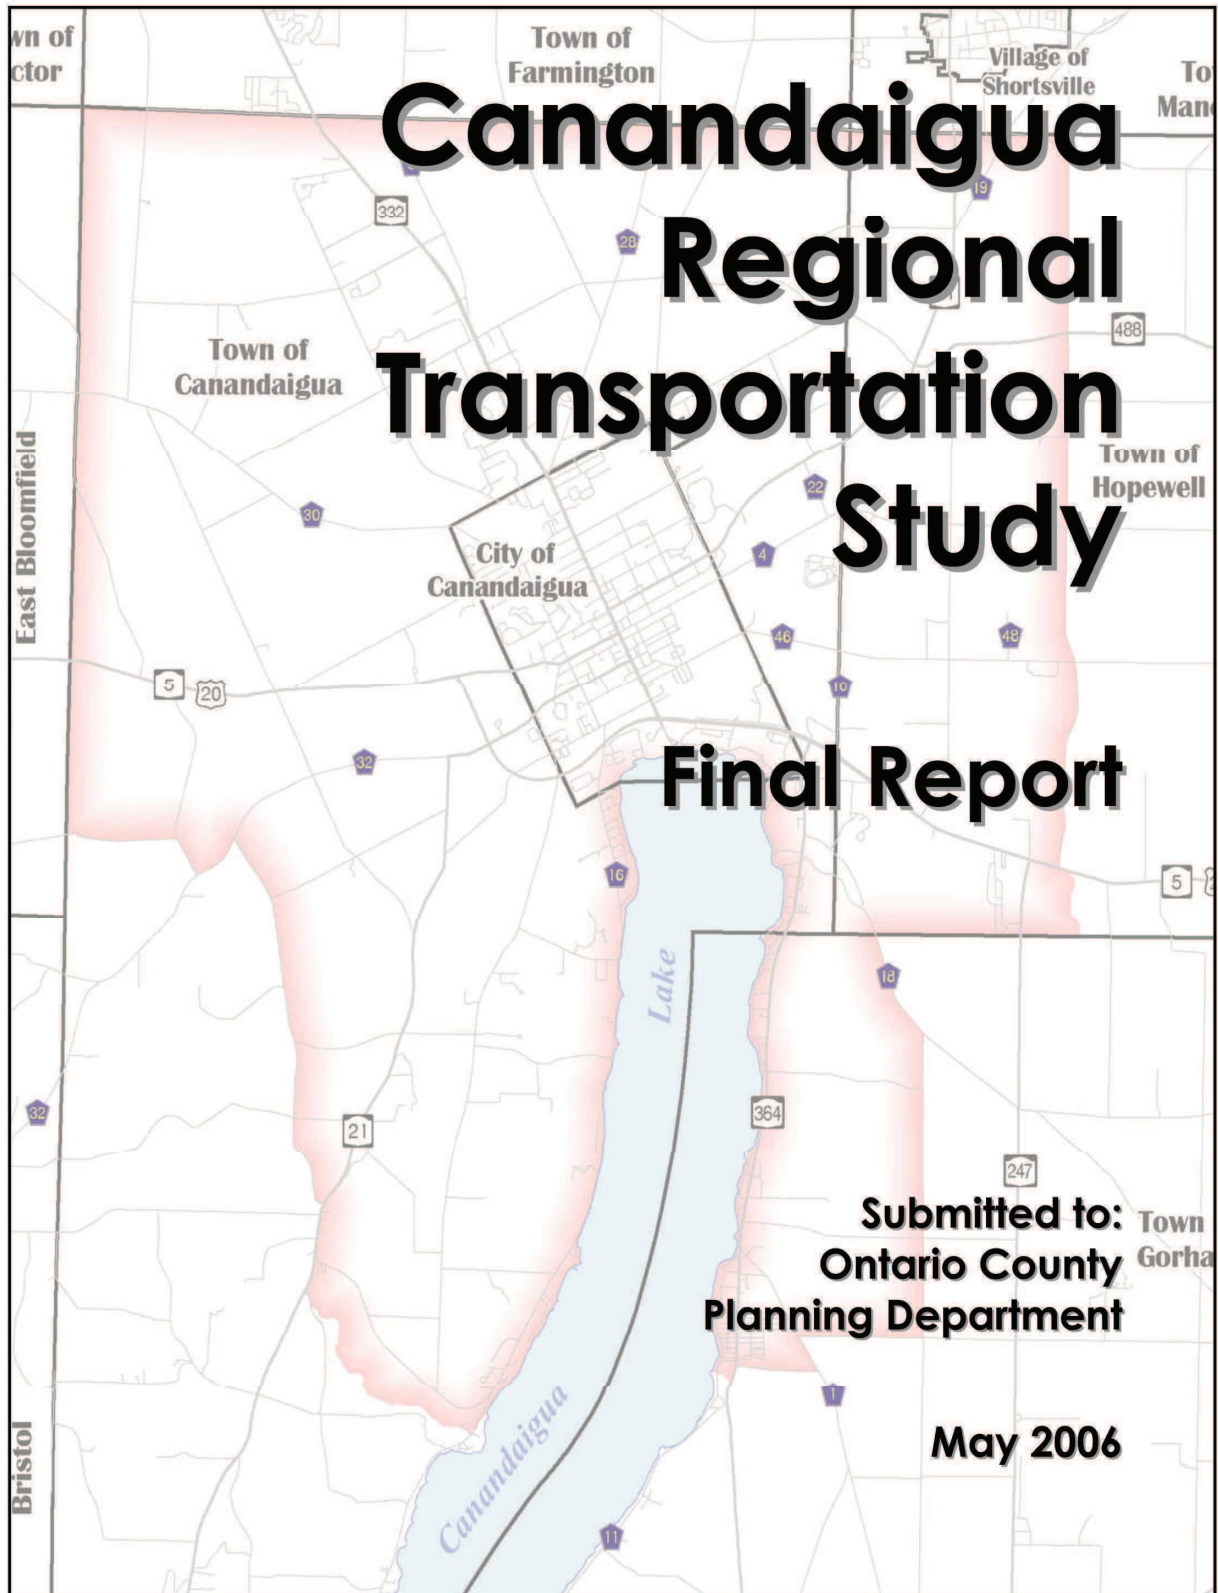 wn of
ctor
Town of
Farmington
Village of
Shortsville
To
Man
Canandaigua
Regional
Transportation
Study
Final Report
332
19
28
488
Town of
Canandaigua
Town of
Hopewell
East Bloomfield
30
22
4
City of
Canandaigua
46
48
10
5
20
32
16
5
Lake
18
32
21
364
247
Submitted to:
Ontario County
Planning Department
Town
Gorha
1
May 2006
Bristol
Canandaigua
11